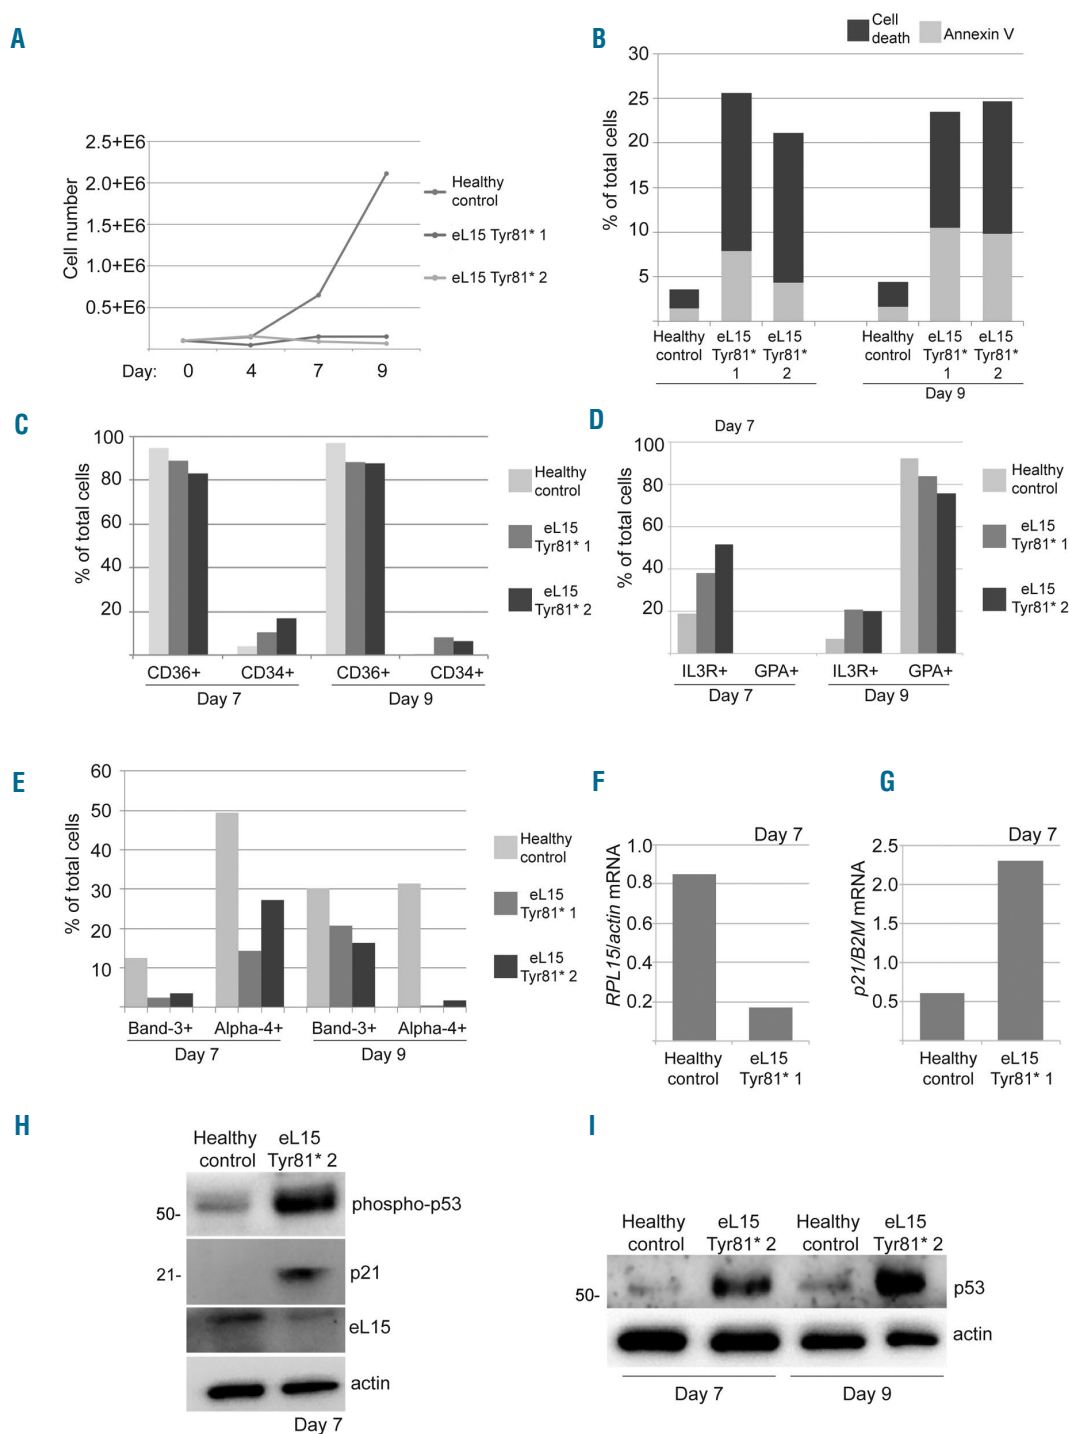 A
2.5+E6
2.0+E6
1.5+E6
1.0+E6
0.5+E6
Cell number
Day: 0 4 7 9
Healthy
control
eL15 Tyr81* 1
eL15 Tyr81* 2
B
Cell
death
Annexin V
30
25
20
15
10
5
% of total cells
Healthy
control
eL15
Tyr81*
1
eL15
Tyr81*
2
Healthy
control
eL15
Tyr81*
1
eL15
Tyr81*
2
Day 9
C
100
80
60
40
20
% of total cells
CD36+ CD34+ CD36+ CD34+
Day 7 Day 9
Healthy
control
eL15
Tyr81* 1
eL15
Tyr81* 2
D
Day 7
100
80
60
40
20
% of total cells
IL3R+ GPA+ IL3R+ GPA+
Day 7 Day 9
Healthy
control
eL15
Tyr81* 1
eL15
Tyr81* 2
E
60
50
40
30
20
10
% of total cells
Band-3+ Alpha-4+ Band-3+ Alpha-4+
Day 7 Day 9
Healthy
control
eL15
Tyr81* 1
eL15
Tyr81* 2
F
Day 7
1.0
0.8
0.6
0.4
0.2
RPL15/actin mRNA
Healthy
control
eL15
Tyr81* 1
G
Day 7
2.5
2.0
1.5
1.0
0.5
p21/B2M mRNA
Healthy
control
eL15
Tyr81* 1
H
Healthy
control
eL15
Tyr81* 2
50-
phospho-p53
21-
p21
eL15
actin
Day 7
I
Healthy
control
eL15
Tyr81* 2
Healthy
control
eL15
Tyr81* 2
50-
p53
actin
Day 7 Day 9